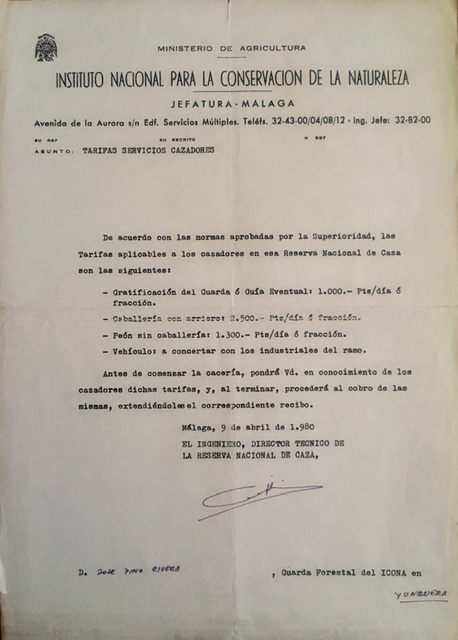 MINISTERIO DE AGRICULTURA
INSTITUTO NACIONAL PARA LA CONSERVACION DE LA NATURALEZA
JEFATURA - MALAGA
Avenida de la Aurora s/n Edf. Servicios Múltiples. Teléfs. 32-43-00/04/08/12 - Ing. Jefe: 32-82-00
SU REF SU ESCRITO N REF
ASUNTO: TARIFAS SERVICIOS CAZADORES
De acuerdo con las normas aprobadas por la Superioridad, las
Tarifas aplicables a los cazadores en esa Reserva Nacional de Caza
son las siguientes:
- Gratificación del Guarda ó Guía Eventual: 1.000.- Pts/día ó
fracción.
- Caballería con arriero: 2.500.- Pts/día ó fracción.
- Peón sin caballería: 1.300.- Pts/día ó fracción.
- Vehículo: a concertar con los industriales del ramo.
Antes de comenzar la cacería, pondrá Vd. en conocimiento de los
cazadores dichas tarifas, y, al terminar, procederá al cobro de las
mismas, extendiéndoles el correspondiente recibo.
Málaga, 9 de abril de 1.980
EL INGENIERO, DIRECTOR TECNICO DE
LA RESERVA NACIONAL DE CAZA,
D. JOSE PINO RIVERA , Guarda Forestal del ICONA en
YUNQUERA